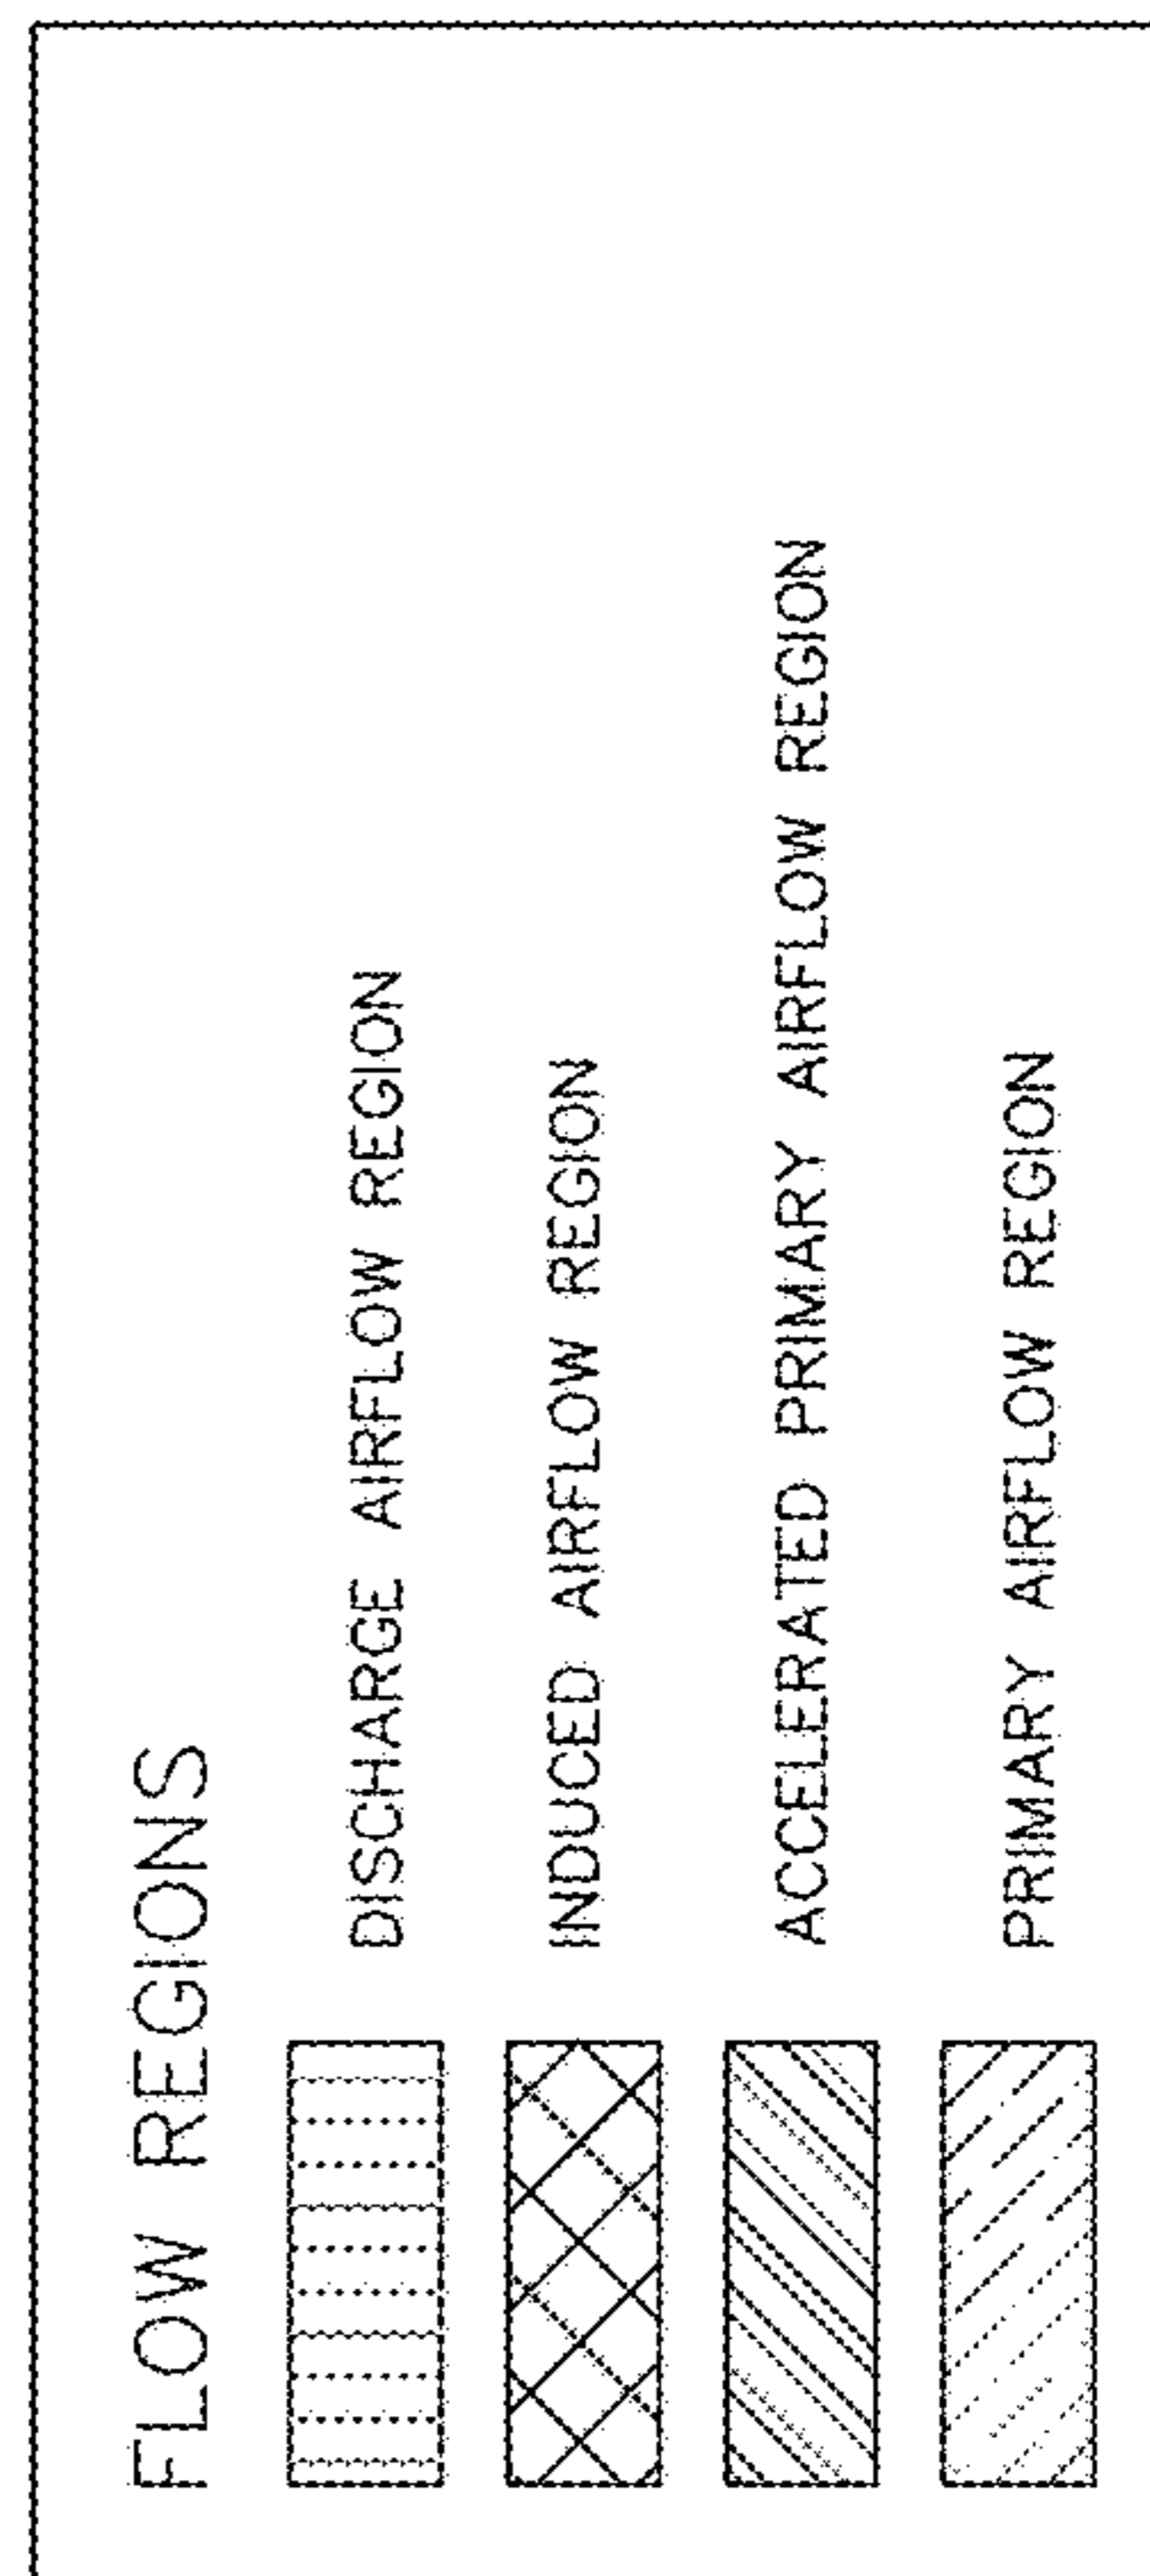 FLOW REGIONS
DISCHARGE AIRFLOW REGION
INDUCED AIRFLOW REGION
ACCELERATED PRIMARY AIRFLOW REGION
PRIMARY AIRFLOW REGION